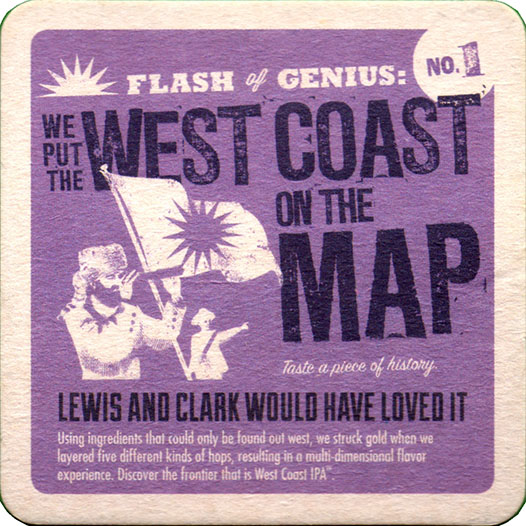 FLASH of GENIUS:
NO. 1
WE PUT THE WEST COAST
ON THE
MAP
Taste a piece of history.
LEWIS AND CLARK WOULD HAVE LOVED IT
Using ingredients that could only be found out west, we struck gold when we
layered five different kinds of hops, resulting in a multi-dimensional flavor
experience. Discover the frontier that is West Coast IPA™.